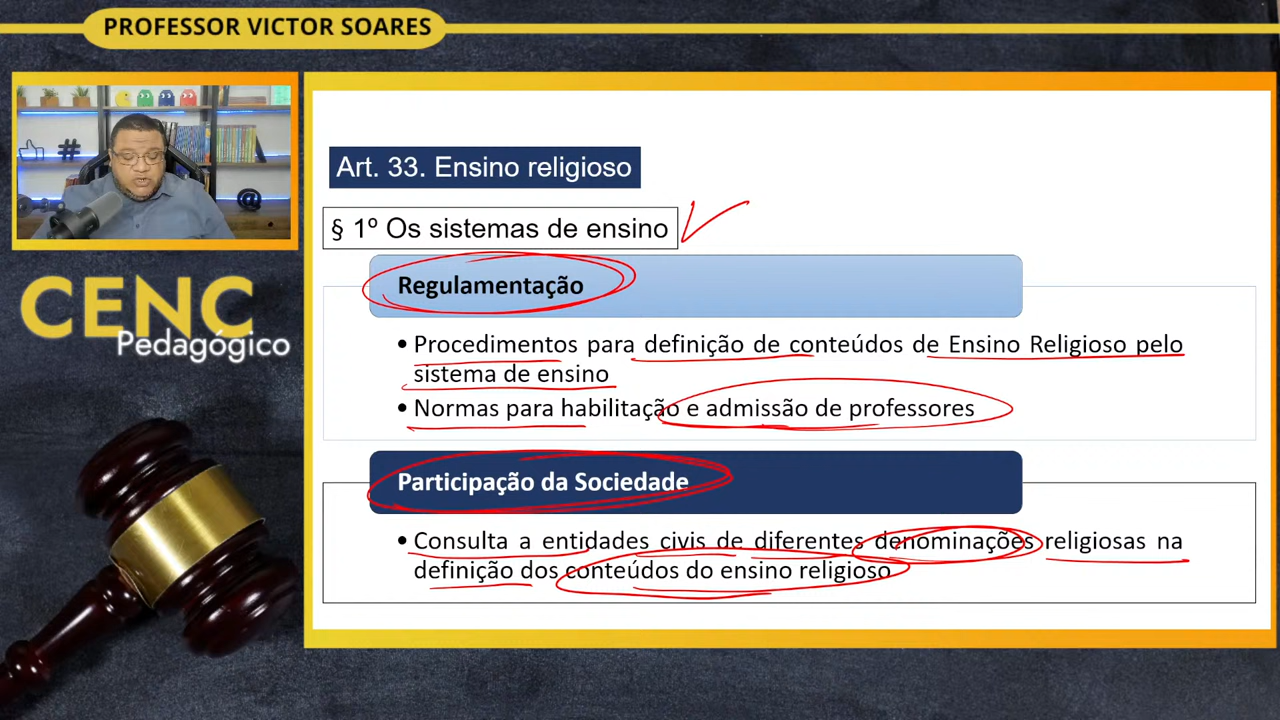 PROFESSOR VICTOR SOARES
CENC
Pedagógico
Art. 33. Ensino religioso
§ 1º Os sistemas de ensino
Regulamentação
• Procedimentos para definição de conteúdos de Ensino Religioso pelo
sistema de ensino
• Normas para habilitação e admissão de professores
Participação da Sociedade
• Consulta a entidades civis de diferentes denominações religiosas na
definição dos conteúdos do ensino religioso